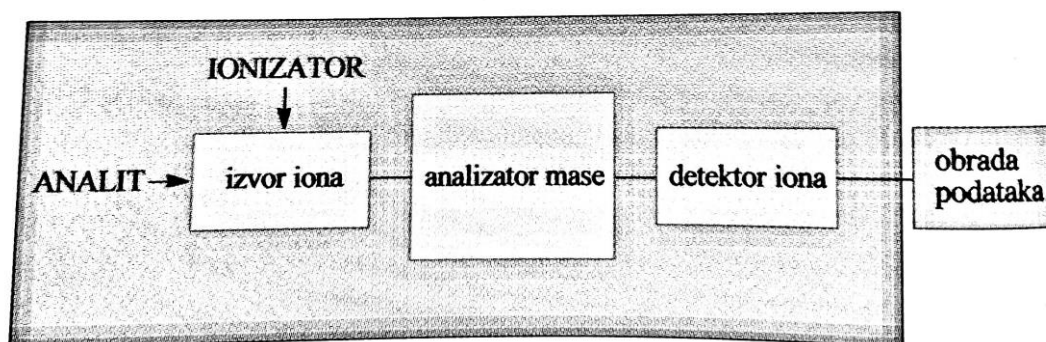 IONIZATOR
ANALIT
izvor iona
analizator mase
detektor iona
obrada
podataka